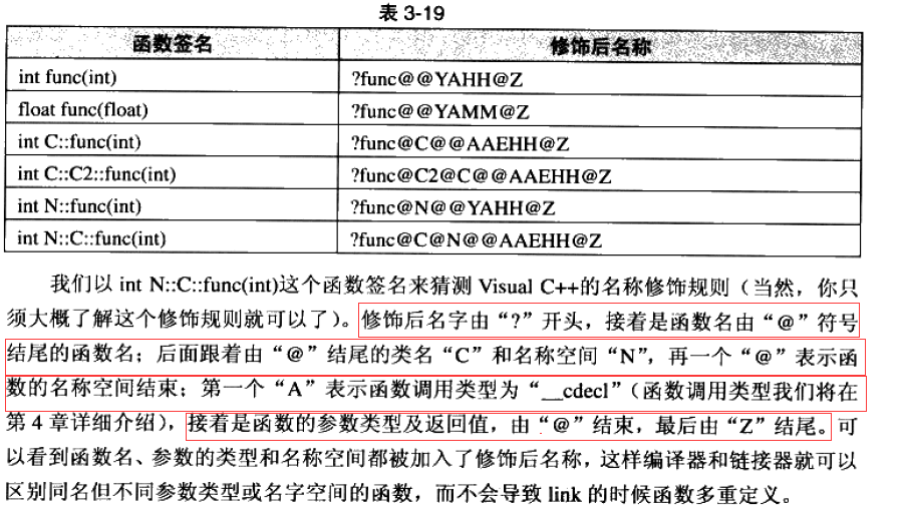 表 3-19
函数签名 修饰后名称
int func(int) ?func@@YAHH@Z
float func(float) ?func@@YAMM@Z
int C::func(int) ?func@C@@AAEHH@Z
int C::C2::func(int) ?func@C2@C@@AAEHH@Z
int N::func(int) ?func@N@@YAHH@Z
int N::C::func(int) ?func@C@N@@AAEHH@Z
我们以 int N::C::func(int)这个函数签名来猜测 Visual C++的名称修饰规则（当然，你只
须大概了解这个修饰规则就可以了）。修饰后名字由“?”开头，接着是函数名由“@”符号
结尾的函数名；后面跟着由“@”结尾的类名“C”和名称空间“N”，再一个“@”表示函
数的名称空间结束；第一个“A”表示函数调用类型为“__cdecl”（函数调用类型我们将在
第 4 章详细介绍），接着是函数的参数类型及返回值，由“@”结束，最后由“Z”结尾。可
以看到函数名、参数的类型和名称空间都被加入了修饰后名称，这样编译器和链接器就可以
区别同名但不同参数类型或名字空间的函数，而不会导致 link 的时候函数多重定义。